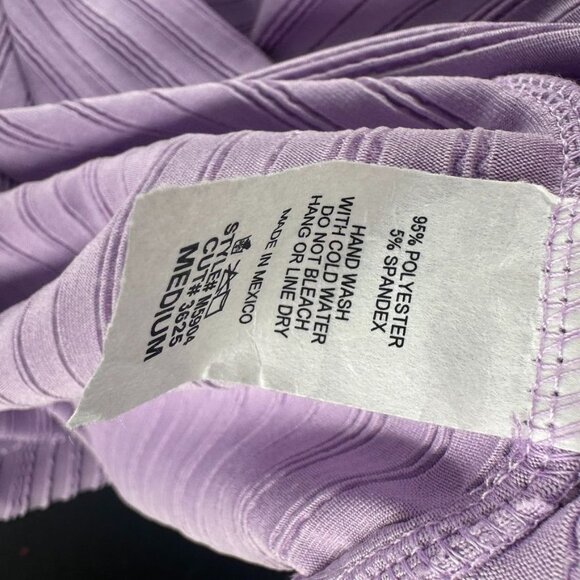 95% POLYESTER
5% SPANDEX
HAND WASH
WITH COLD WATER
DO NOT BLEACH
HANG OR LINE DRY
MADE IN MEXICO
STYLE# M5904
CUT# 3625
MEDIUM